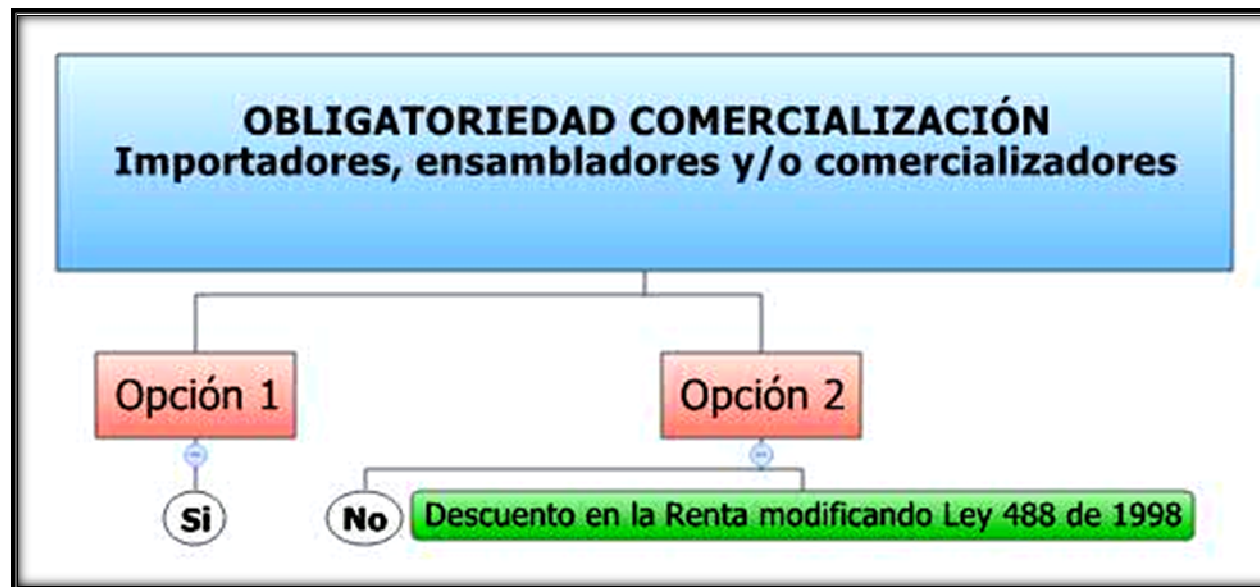 OBLIGATORIEDAD COMERCIALIZACIÓN
Importadores, ensambladores y/o comercializadores
Opción 1
Opción 2
Si
No
Descuento en la Renta modificando Ley 488 de 1998